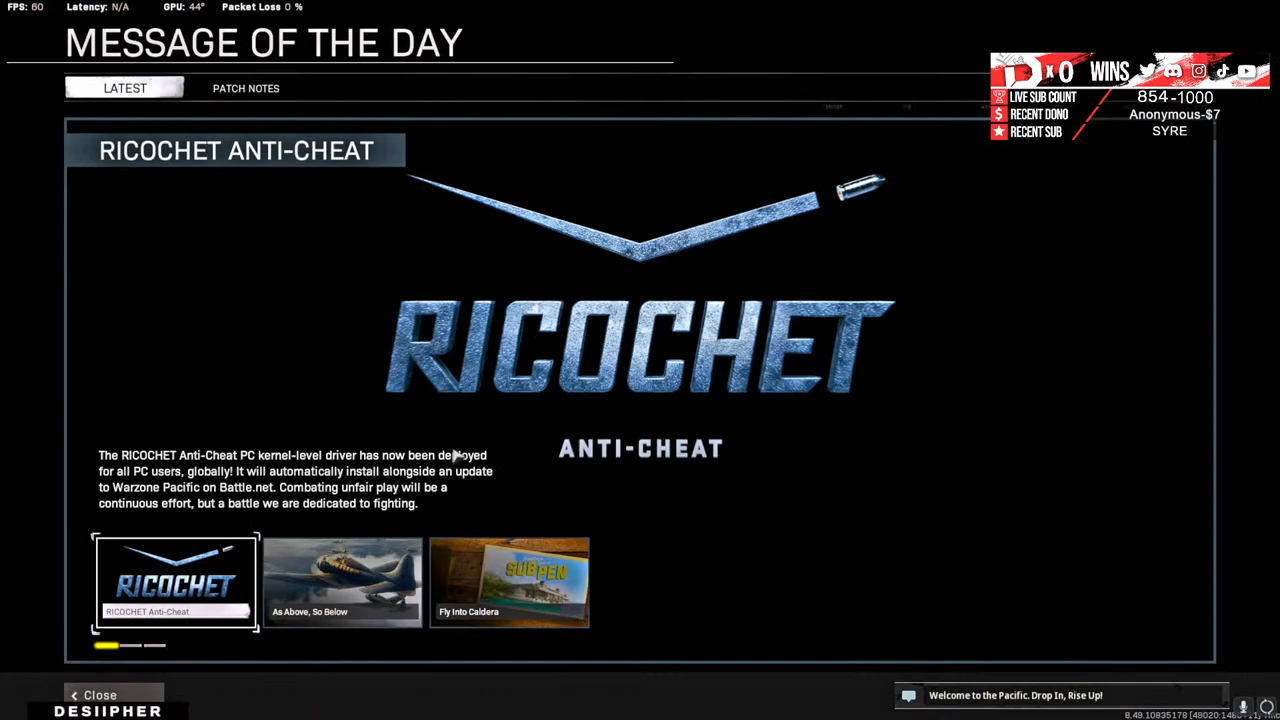 FPS: 60 Latency: N/A GPU: 44° Packet Loss 0 %
MESSAGE OF THE DAY
LATEST PATCH NOTES
x 0 WINS
LIVE SUB COUNT 854-1000
RECENT DONO Anonymous-$7
RECENT SUB SYRE
RICOCHET ANTI-CHEAT
RICOCHET
ANTI-CHEAT
The RICOCHET Anti-Cheat PC kernel-level driver has now been deployed
for all PC users, globally! It will automatically install alongside an update
to Warzone Pacific on Battle.net. Combating unfair play will be a
continuous effort, but a battle we are dedicated to fighting.
RICOCHET
SUB PEN
RICOCHET Anti-Cheat As Above, So Below Fly Into Caldera
Close
Welcome to the Pacific. Drop In, Rise Up!
DESIIPHER